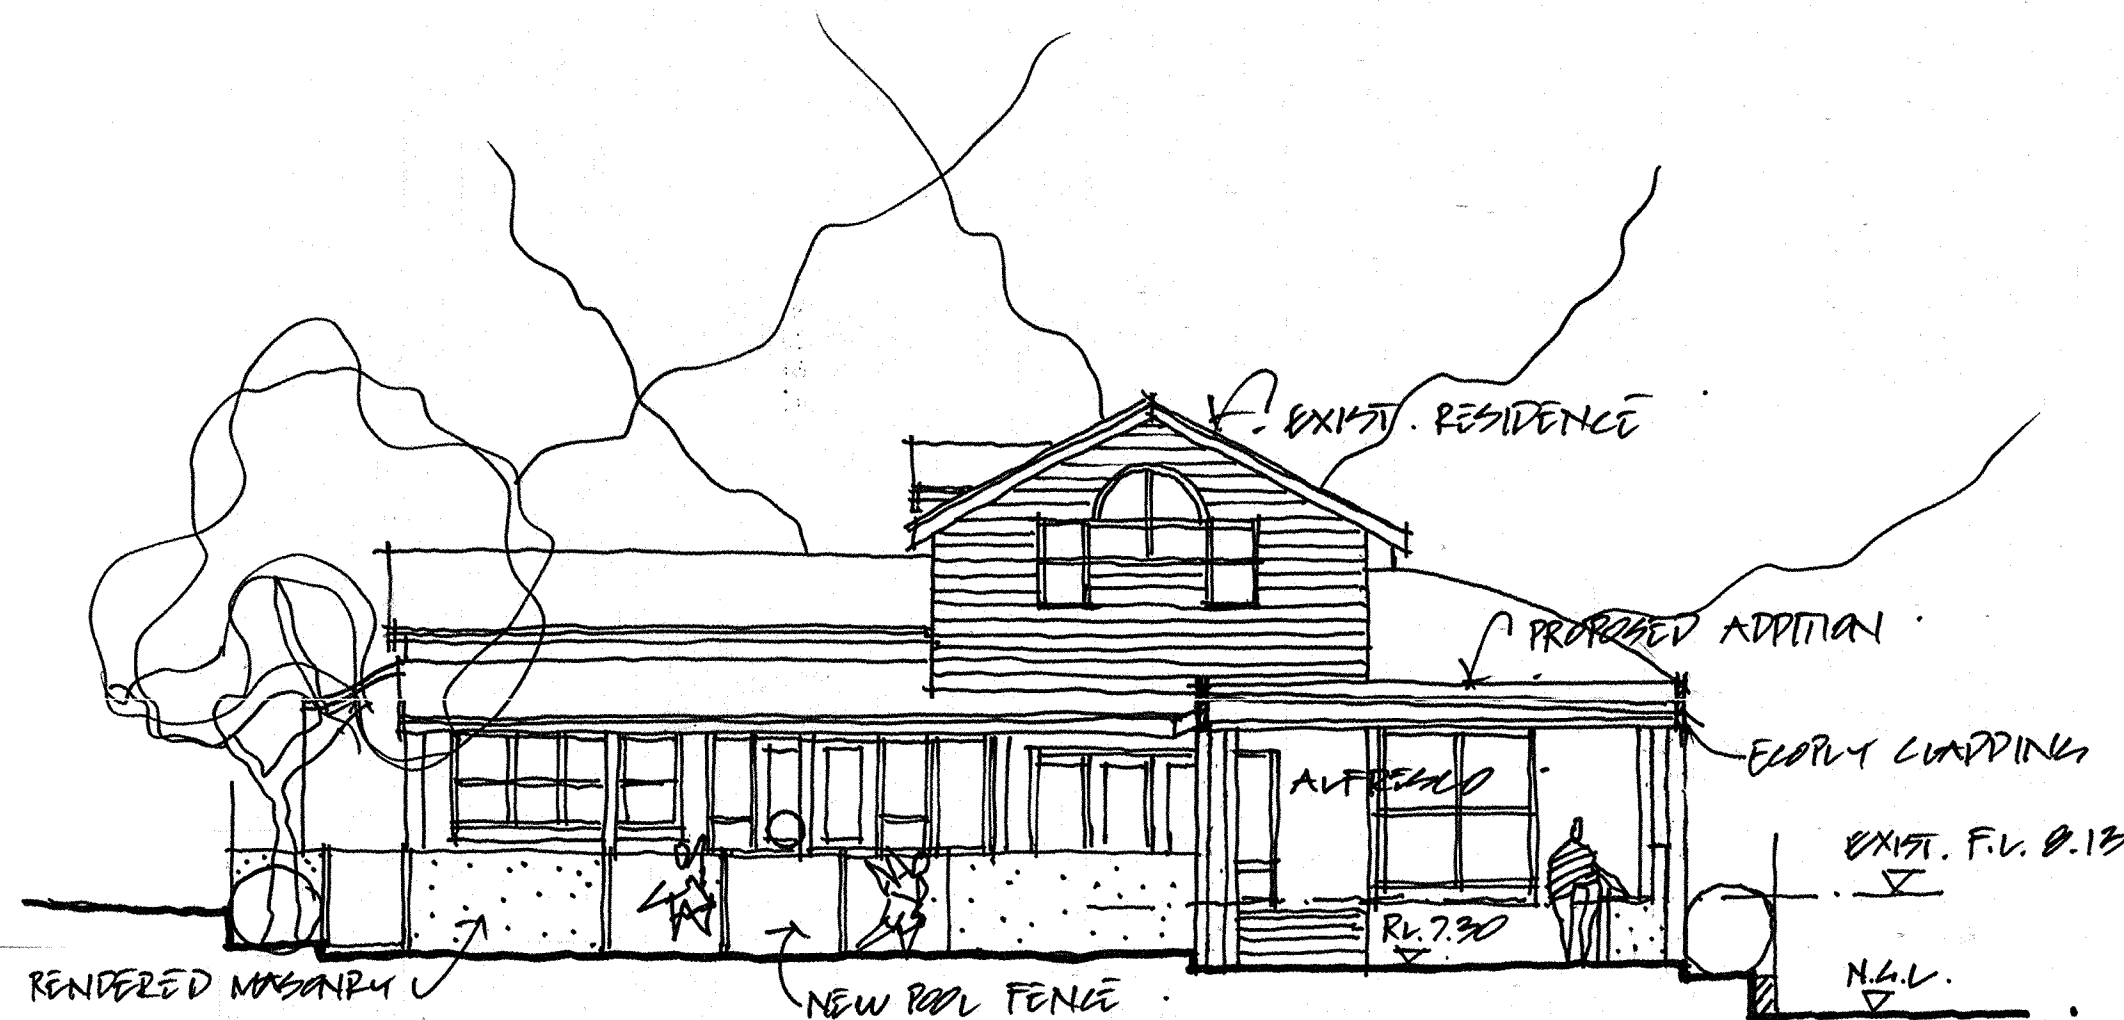 EXIST. RESIDENCE
PROPOSED ADDITION
ECOPLY CLADDING
ALFRESCO
EXIST. F.L. 8.13
RL. 7.30
N.G.L.
RENDERED MASONRY
NEW POOL FENCE